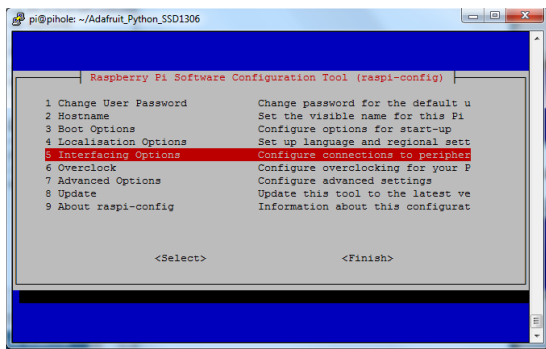 pi@pihole: ~/Adafruit_Python_SSD1306
Raspberry Pi Software Configuration Tool (raspi-config)
1 Change User Password Change password for the default u
2 Hostname Set the visible name for this Pi
3 Boot Options Configure options for start-up
4 Localisation Options Set up language and regional sett
5 Interfacing Options Configure connections to peripher
6 Overclock Configure overclocking for your P
7 Advanced Options Configure advanced settings
8 Update Update this tool to the latest ve
9 About raspi-config Information about this configurat
<Select> <Finish>